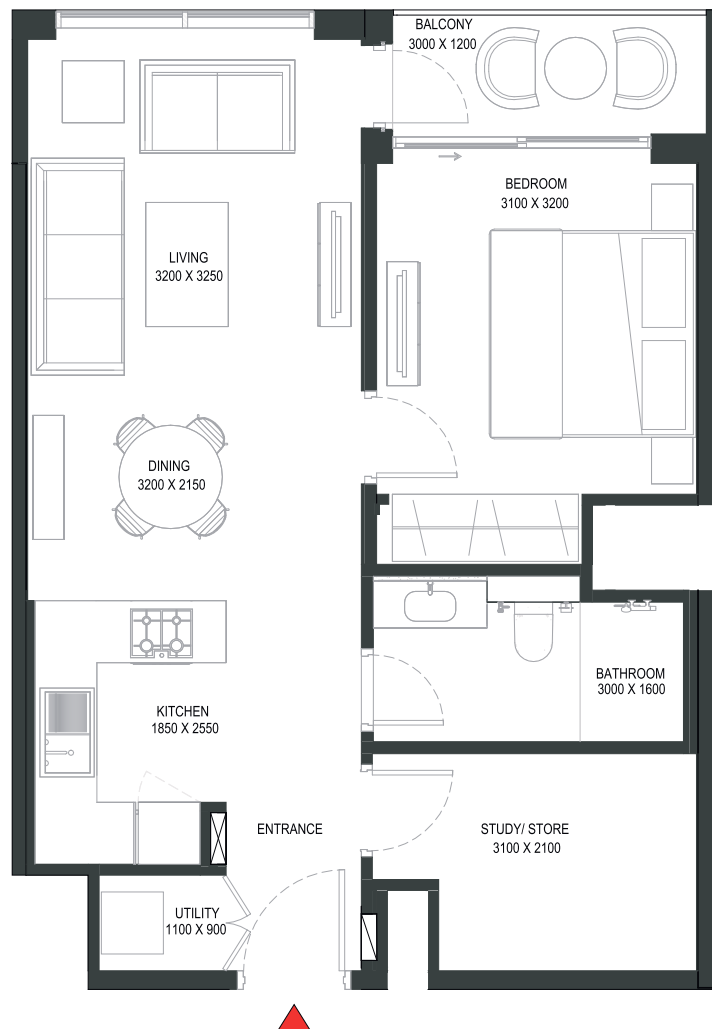 BALCONY
3000 X 1200
BEDROOM
3100 X 3200
LIVING
3200 X 3250
DINING
3200 X 2150
BATHROOM
3000 X 1600
KITCHEN
1850 X 2550
ENTRANCE
STUDY/ STORE
3100 X 2100
UTILITY
1100 X 900